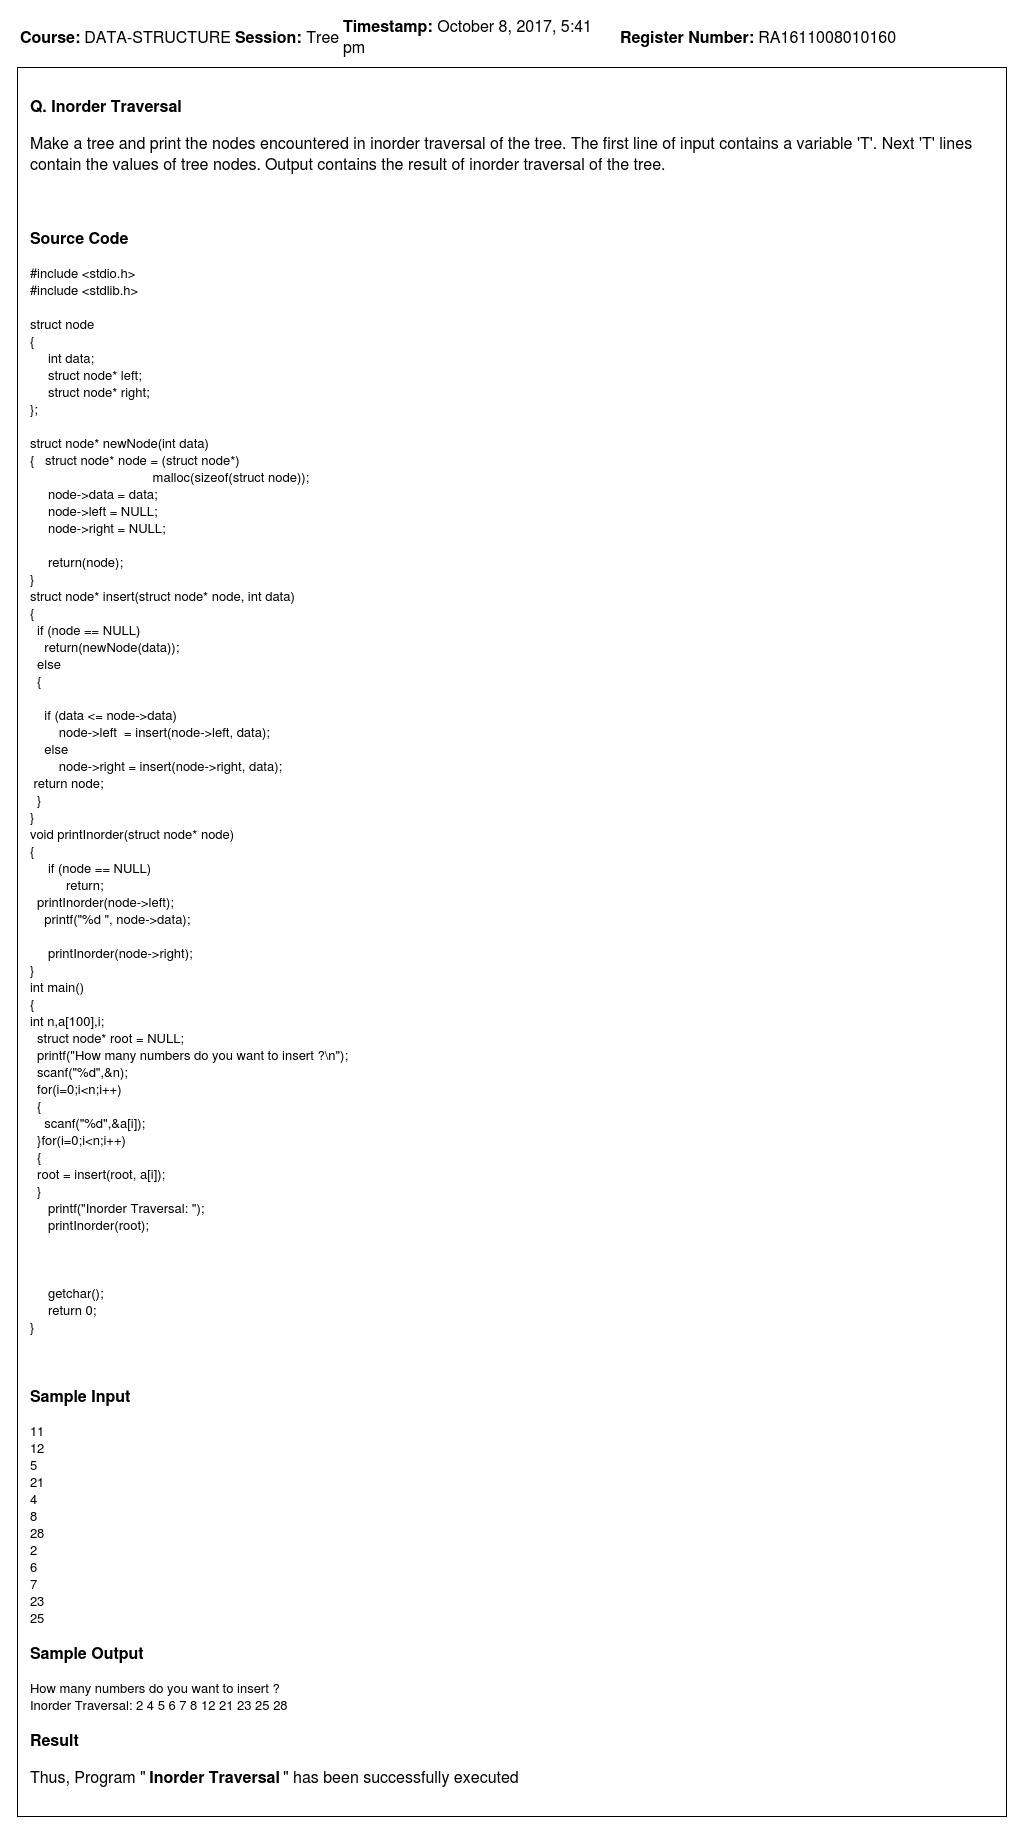 Course: DATA-STRUCTURE Session: Tree Timestamp: October 8, 2017, 5:41 pm Register Number: RA1611008010160
Q. Inorder Traversal
Make a tree and print the nodes encountered in inorder traversal of the tree. The first line of input contains a variable 'T'. Next 'T' lines
contain the values of tree nodes. Output contains the result of inorder traversal of the tree.
Source Code
#include <stdio.h>
#include <stdlib.h>
struct node
{
int data;
struct node* left;
struct node* right;
};
struct node* newNode(int data)
{ struct node* node = (struct node*)
malloc(sizeof(struct node));
node->data = data;
node->left = NULL;
node->right = NULL;
return(node);
}
struct node* insert(struct node* node, int data)
{
if (node == NULL)
return(newNode(data));
else
{
if (data <= node->data)
node->left = insert(node->left, data);
else
node->right = insert(node->right, data);
return node;
}
}
void printInorder(struct node* node)
{
if (node == NULL)
return;
printInorder(node->left);
printf("%d ", node->data);
printInorder(node->right);
}
int main()
{
int n,a[100],i;
struct node* root = NULL;
printf("How many numbers do you want to insert ?\n");
scanf("%d",&n);
for(i=0;i<n;i++)
{
scanf("%d",&a[i]);
}for(i=0;i<n;i++)
{
root = insert(root, a[i]);
}
printf("Inorder Traversal: ");
printInorder(root);
getchar();
return 0;
}
Sample Input
11
12
5
21
4
8
28
2
6
7
23
25
Sample Output
How many numbers do you want to insert ?
Inorder Traversal: 2 4 5 6 7 8 12 21 23 25 28
Result
Thus, Program " Inorder Traversal " has been successfully executed